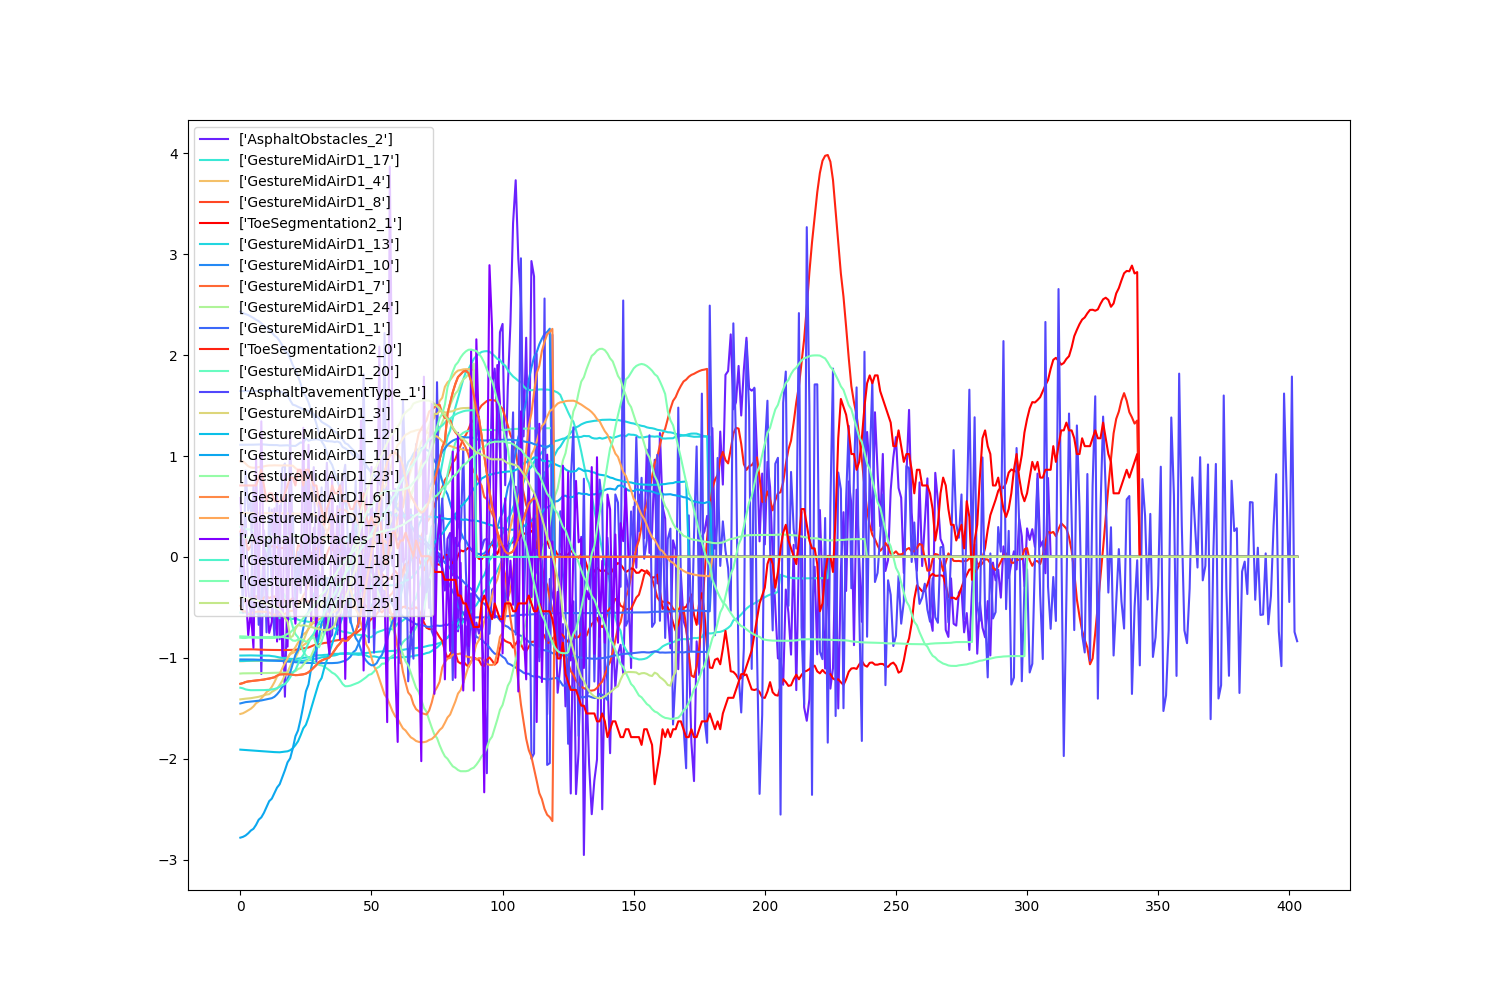 ['AsphaltObstacles_2']
['GestureMidAirD1_17']
['GestureMidAirD1_4']
['GestureMidAirD1_8']
['ToeSegmentation2_1']
['GestureMidAirD1_13']
['GestureMidAirD1_10']
['GestureMidAirD1_7']
['GestureMidAirD1_24']
['GestureMidAirD1_1']
['ToeSegmentation2_0']
['GestureMidAirD1_20']
['AsphaltPavementType_1']
['GestureMidAirD1_3']
['GestureMidAirD1_12']
['GestureMidAirD1_11']
['GestureMidAirD1_23']
['GestureMidAirD1_6']
['GestureMidAirD1_5']
['AsphaltObstacles_1']
['GestureMidAirD1_18']
['GestureMidAirD1_22']
['GestureMidAirD1_25']
4
3
2
1
0
−1
−2
−3
0 50 100 150 200 250 300 350 400